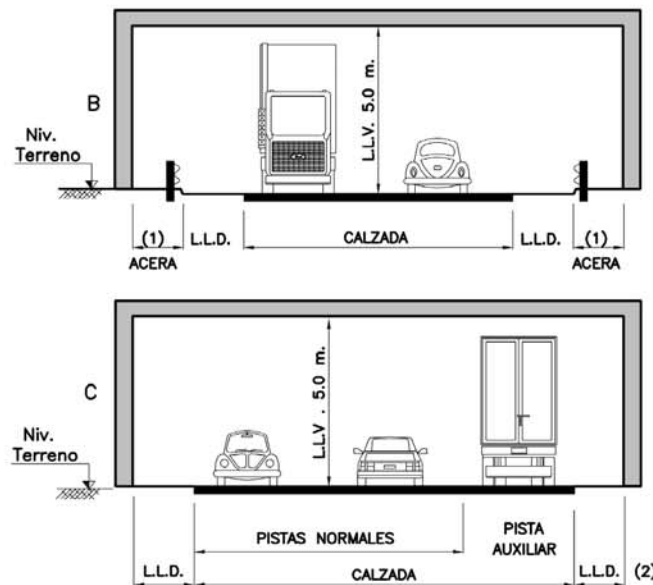 B
L.L.V. 5.0 m.
Niv.
Terreno
(1) L.L.D. CALZADA L.L.D. (1)
ACERA ACERA
C
L.L.V . 5.0 m.
Niv.
Terreno
PISTAS NORMALES PISTA
AUXILIAR
L.L.D. CALZADA L.L.D. (2)